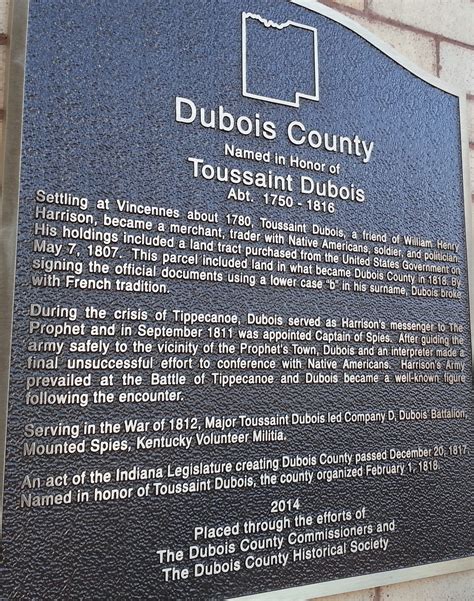 Dubois County
Named in Honor of
Toussaint Dubois
Abt. 1750 - 1816
Settling at Vincennes about 1780, Toussaint Dubois, a friend of William Henry
Harrison, became a merchant, trader with Native Americans, soldier, and politician.
His holdings included a land tract purchased from the United States Government on
May 7, 1807. This parcel included land in what became Dubois County in 1818. By
signing the official documents using a lower case "b" in his surname, Dubois broke
with French tradition.
During the crisis of Tippecanoe, Dubois served as Harrison's messenger to The
Prophet and in September 1811 was appointed Captain of Spies. After guiding the
army safely to the vicinity of the Prophet's Town, Dubois and an interpreter made a
final unsuccessful effort to conference with Native Americans. Harrison's Army
prevailed at the Battle of Tippecanoe and Dubois became a well-known figure
following the encounter.
Serving in the War of 1812, Major Toussaint Dubois led Company D, Dubois Battalion,
Mounted Spies, Kentucky Volunteer Militia.
An act of the Indiana Legislature creating Dubois County passed December 20, 1817.
Named in honor of Toussaint Dubois, the county organized February 1, 1818.
2014
Placed through the efforts of
The Dubois County Commissioners and
The Dubois County Historical Society